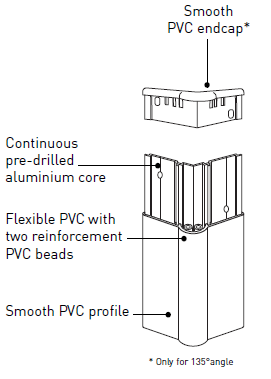 Smooth
PVC endcap*
Continuous
pre-drilled
aluminium core
Flexible PVC with
two reinforcement
PVC beads
Smooth PVC profile
* Only for 135°angle